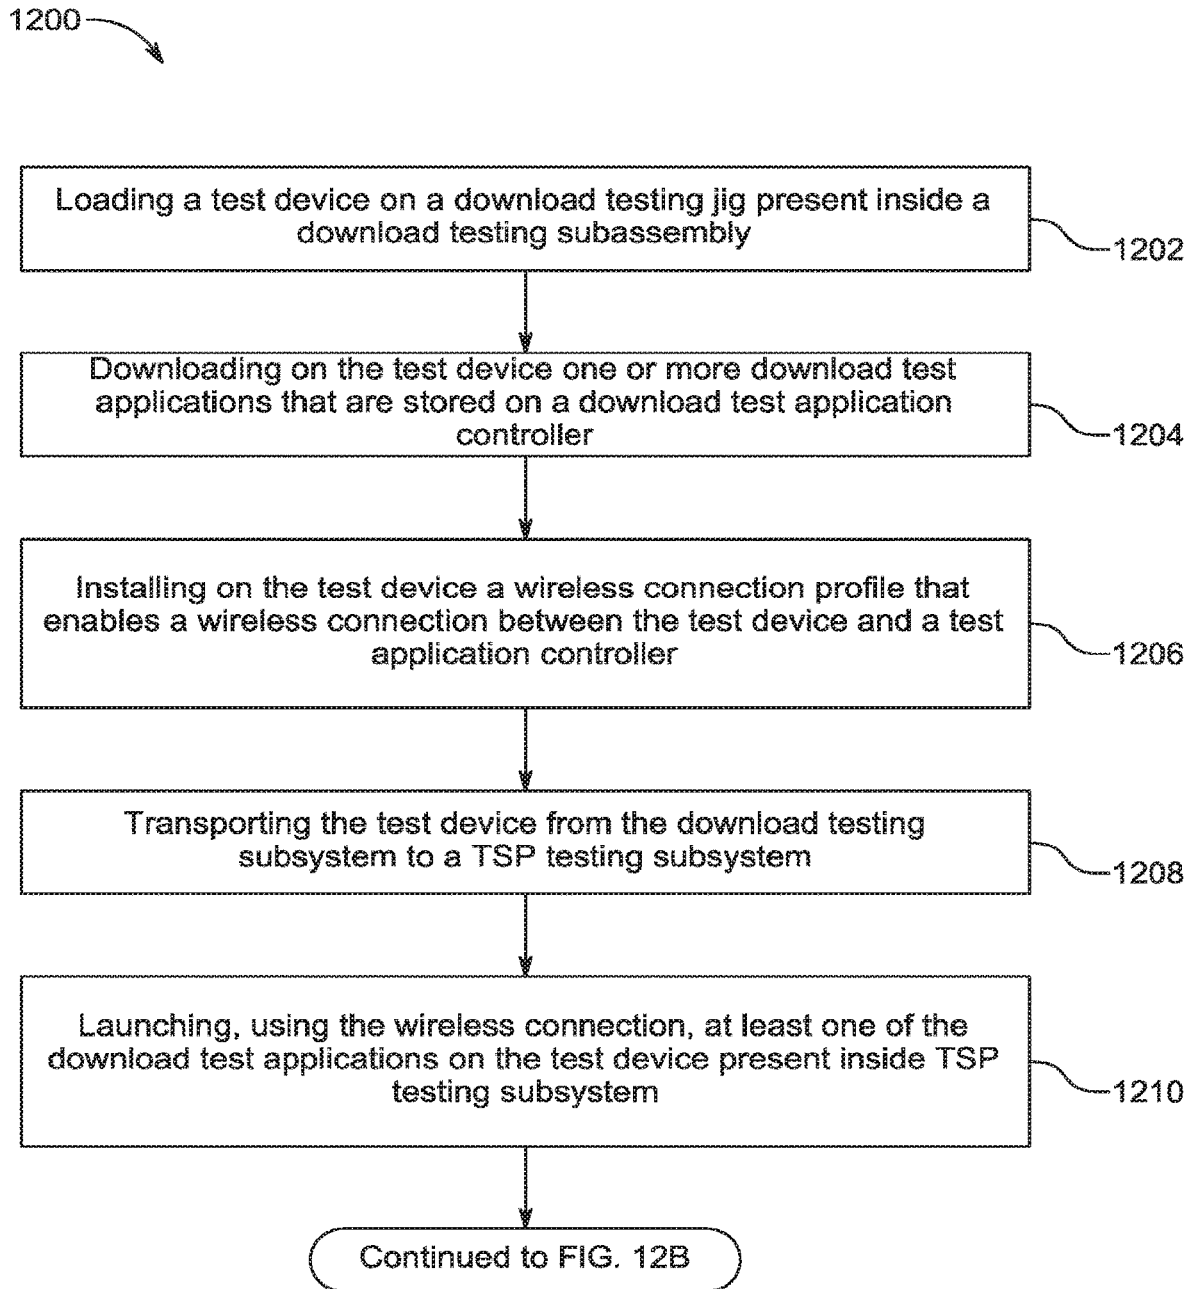 1200
Loading a test device on a download testing jig present inside a
download testing subassembly
1202
Downloading on the test device one or more download test
applications that are stored on a download test application
controller
1204
Installing on the test device a wireless connection profile that
enables a wireless connection between the test device and a test
application controller
1206
Transporting the test device from the download testing
subsystem to a TSP testing subsystem
1208
Launching, using the wireless connection, at least one of the
download test applications on the test device present inside TSP
testing subsystem
1210
Continued to FIG. 12B